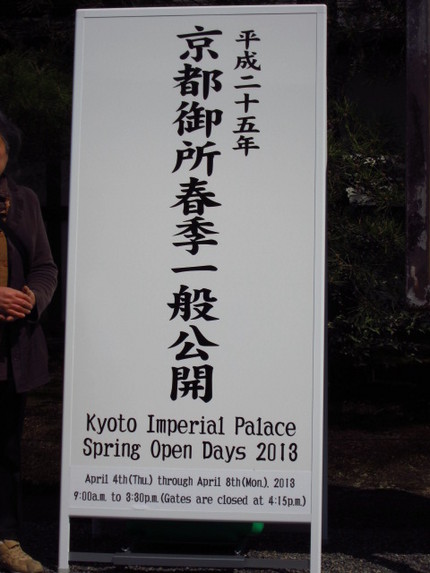 平成二十五年
京都御所春季一般公開
Kyoto Imperial Palace
Spring Open Days 2013
April 4th(Thu.) through April 8th(Mon.), 2013
9:00a.m. to 3:30p.m.(Gates are closed at 4:15p.m.)